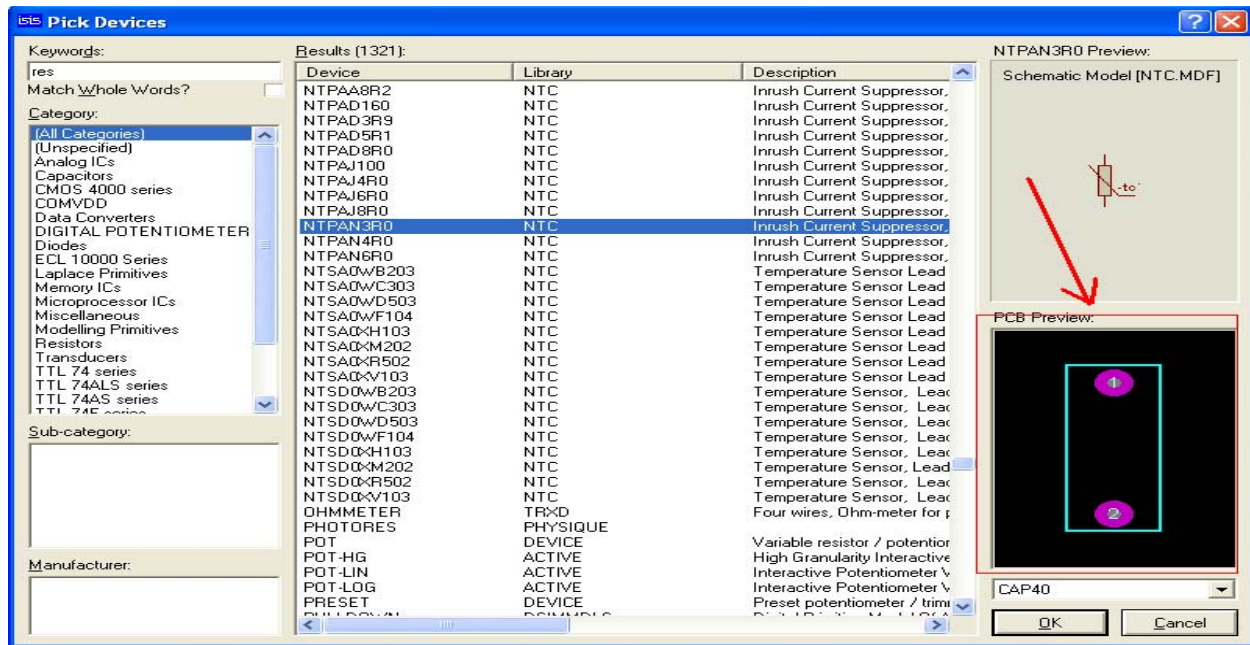 isis Pick Devices
Keywords:
res
Match Whole Words?
Category:
(All Categories)
(Unspecified)
Analog ICs
Capacitors
CMOS 4000 series
COMVDD
Data Converters
DIGITAL POTENTIOMETER
Diodes
ECL 10000 Series
Laplace Primitives
Memory ICs
Microprocessor ICs
Miscellaneous
Modelling Primitives
Resistors
Transducers
TTL 74 series
TTL 74ALS series
TTL 74AS series
Sub-category:
Manufacturer:
Results (1321):
Device Library Description
NTPAA8R2 NTC Inrush Current Suppressor,
NTPAD160 NTC Inrush Current Suppressor,
NTPAD3R9 NTC Inrush Current Suppressor,
NTPAD5R1 NTC Inrush Current Suppressor,
NTPAD8R0 NTC Inrush Current Suppressor,
NTPAJ100 NTC Inrush Current Suppressor,
NTPAJ4R0 NTC Inrush Current Suppressor,
NTPAJ6R0 NTC Inrush Current Suppressor,
NTPAJ8R0 NTC Inrush Current Suppressor,
NTPAN3R0 NTC Inrush Current Suppressor,
NTPAN4R0 NTC Inrush Current Suppressor,
NTPAN6R0 NTC Inrush Current Suppressor,
NTSA0WB203 NTC Temperature Sensor Lead
NTSA0WC303 NTC Temperature Sensor Lead
NTSA0WD503 NTC Temperature Sensor Lead
NTSA0WF104 NTC Temperature Sensor Lead
NTSA0XH103 NTC Temperature Sensor Lead
NTSA0XM202 NTC Temperature Sensor Lead
NTSA0XR502 NTC Temperature Sensor Lead
NTSA0XV103 NTC Temperature Sensor Lead
NTSD0WB203 NTC Temperature Sensor, Leac
NTSD0WC303 NTC Temperature Sensor, Leac
NTSD0WD503 NTC Temperature Sensor, Leac
NTSD0WF104 NTC Temperature Sensor, Leac
NTSD0XH103 NTC Temperature Sensor, Leac
NTSD0XM202 NTC Temperature Sensor, Lead
NTSD0XR502 NTC Temperature Sensor, Leac
NTSD0XV103 NTC Temperature Sensor, Leac
OHMMETER TRXD Four wires, Ohm-meter for p
PHOTORES PHYSIQUE
POT DEVICE Variable resistor / potention
POT-HG ACTIVE High Granularity Interactive
POT-LIN ACTIVE Interactive Potentiometer V
POT-LOG ACTIVE Interactive Potentiometer V
PRESET DEVICE Preset potentiometer / trimi
NTPAN3R0 Preview:
Schematic Model [NTC.MDF]
-tc°
PCB Preview:
1
2
CAP40
OK Cancel